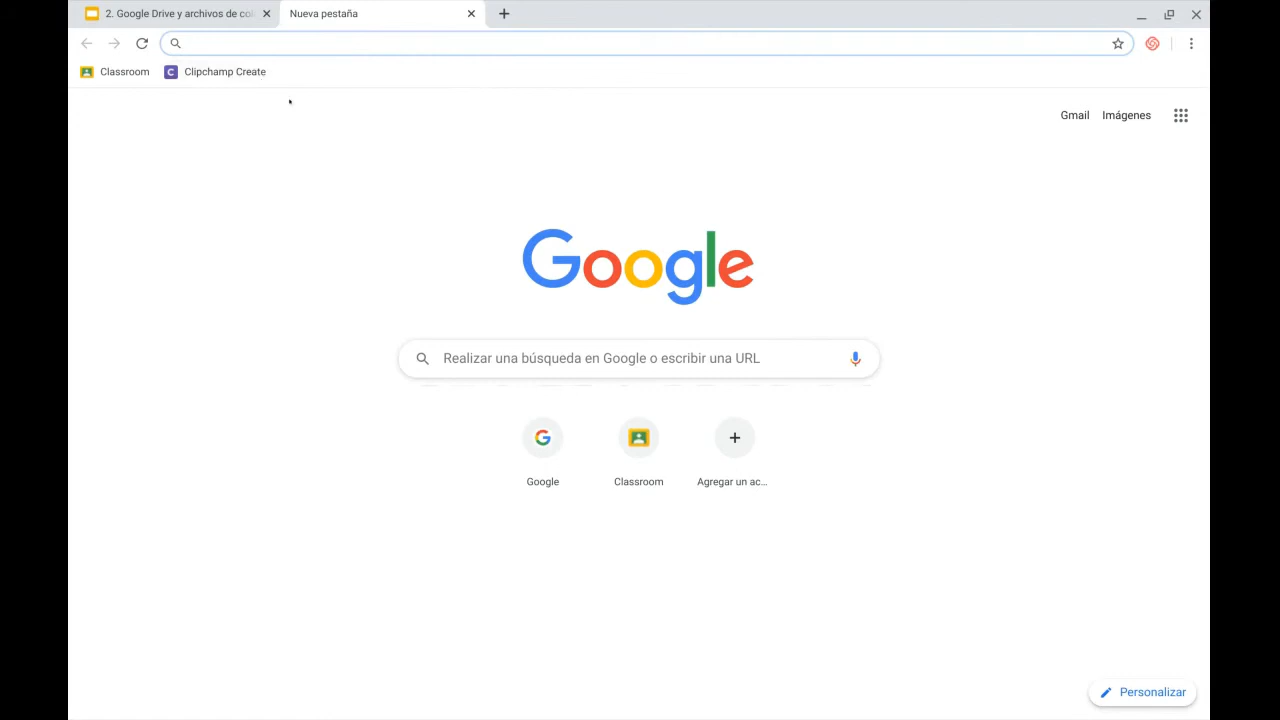 2. Google Drive y archivos de col
Nueva pestaña
Classroom
Clipchamp Create
Gmail
Imágenes
Google
Realizar una búsqueda en Google o escribir una URL
Google
Classroom
Agregar un ac...
Personalizar